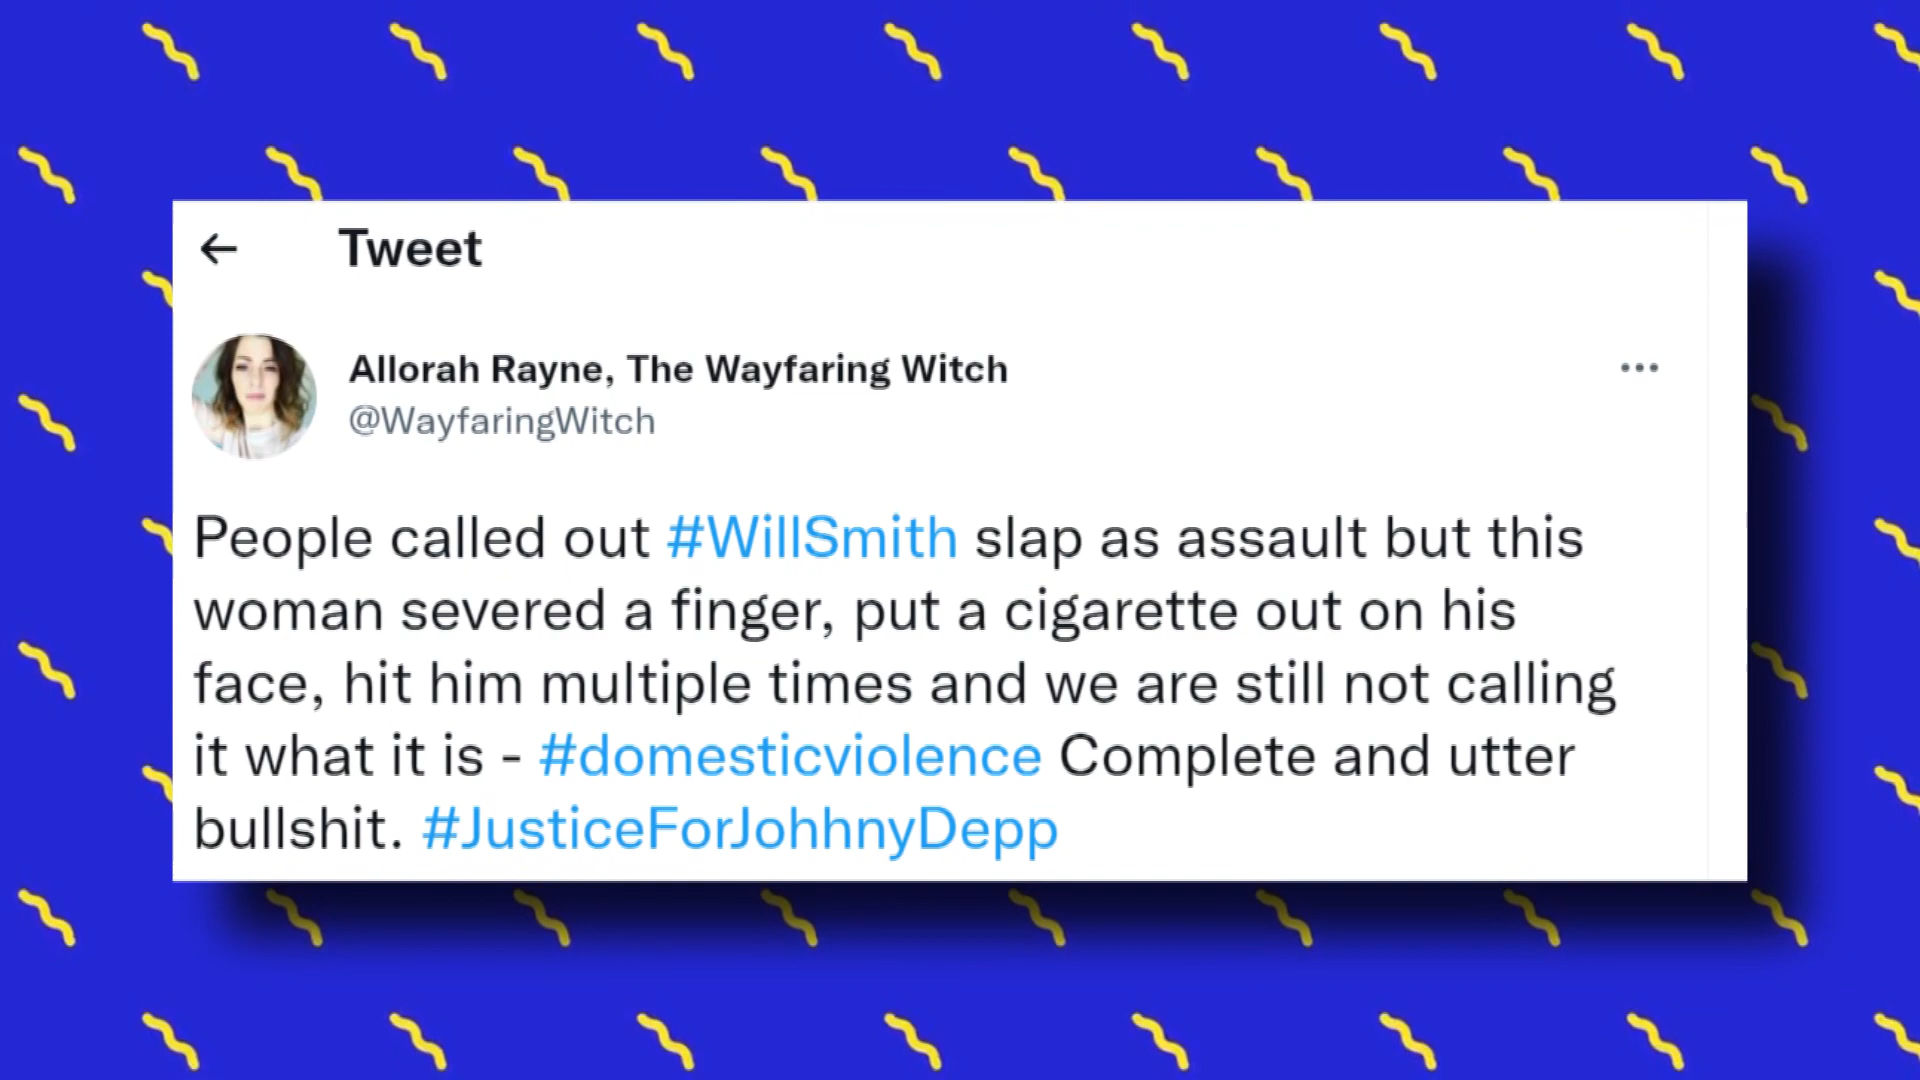 Tweet
Allorah Rayne, The Wayfaring Witch
@WayfaringWitch
People called out #WillSmith slap as assault but this
woman severed a finger, put a cigarette out on his
face, hit him multiple times and we are still not calling
it what it is - #domesticviolence Complete and utter
bullshit. #JusticeForJohhnyDepp